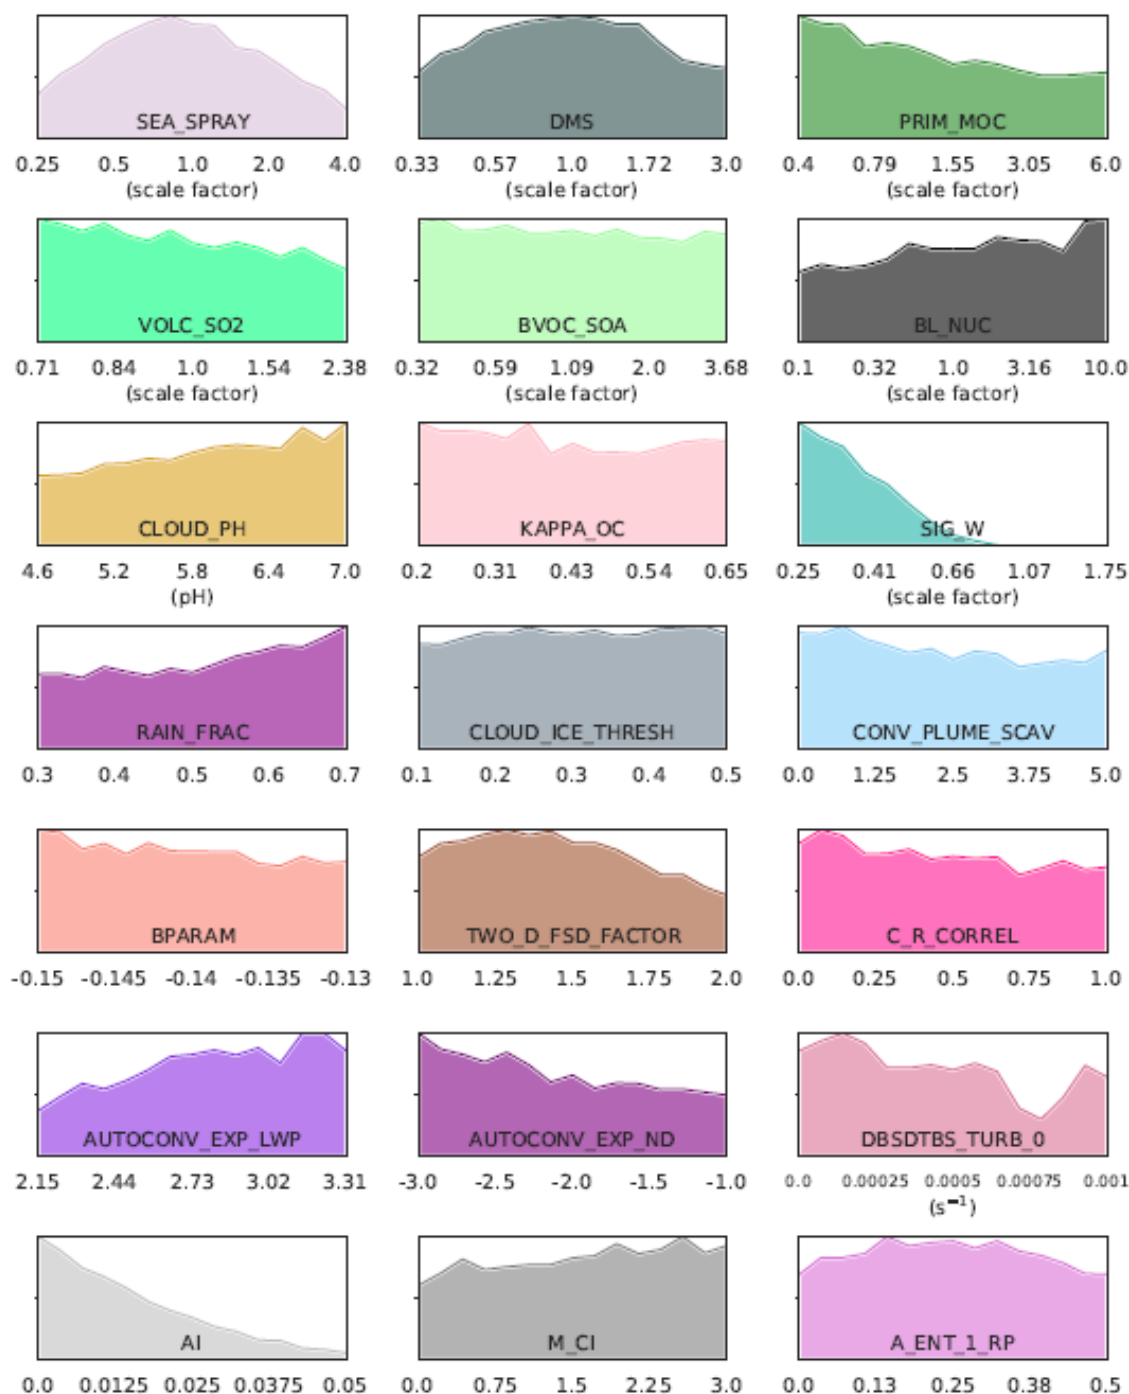 SEA_SPRAY DMS PRIM_MOC
0.25 0.5 1.0 2.0 4.0 0.33 0.57 1.0 1.72 3.0 0.4 0.79 1.55 3.05 6.0
(scale factor) (scale factor) (scale factor)
VOLC_SO2 BVOC_SOA BL_NUC
0.71 0.84 1.0 1.54 2.38 0.32 0.59 1.09 2.0 3.68 0.1 0.32 1.0 3.16 10.0
(scale factor) (scale factor) (scale factor)
CLOUD_PH KAPPA_OC SIG_W
4.6 5.2 5.8 6.4 7.0 0.2 0.31 0.43 0.54 0.65 0.25 0.41 0.66 1.07 1.75
(pH) (scale factor)
RAIN_FRAC CLOUD_ICE_THRESH CONV_PLUME_SCAV
0.3 0.4 0.5 0.6 0.7 0.1 0.2 0.3 0.4 0.5 0.0 1.25 2.5 3.75 5.0
BPARAM TWO_D_FSD_FACTOR C_R_CORREL
-0.15 -0.145 -0.14 -0.135 -0.13 1.0 1.25 1.5 1.75 2.0 0.0 0.25 0.5 0.75 1.0
AUTOCONV_EXP_LWP AUTOCONV_EXP_ND DBSDTBS_TURB_0
2.15 2.44 2.73 3.02 3.31 -3.0 -2.5 -2.0 -1.5 -1.0 0.0 0.00025 0.0005 0.00075 0.001
(s⁻¹)
AI M_CI A_ENT_1_RP
0.0 0.0125 0.025 0.0375 0.05 0.0 0.75 1.5 2.25 3.0 0.0 0.13 0.25 0.38 0.5